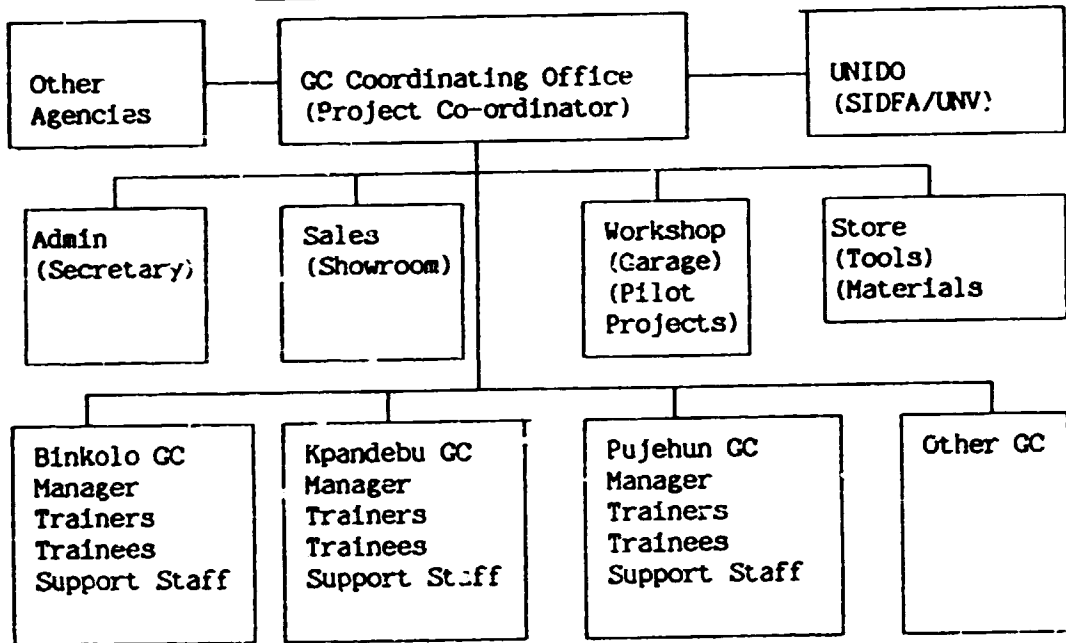 Other
Agencies
GC Coordinating Office
(Project Co-ordinator)
UNIDO
(SIDFA/UNV)
Admin
(Secretary)
Sales
(Showroom)
Workshop
(Garage)
(Pilot
Projects)
Store
(Tools)
(Materials
Binkolo GC
Manager
Trainers
Trainees
Support Staff
Kpandebu GC
Manager
Trainers
Trainees
Support Staff
Pujehun GC
Manager
Trainers
Trainees
Support Staff
Other GC